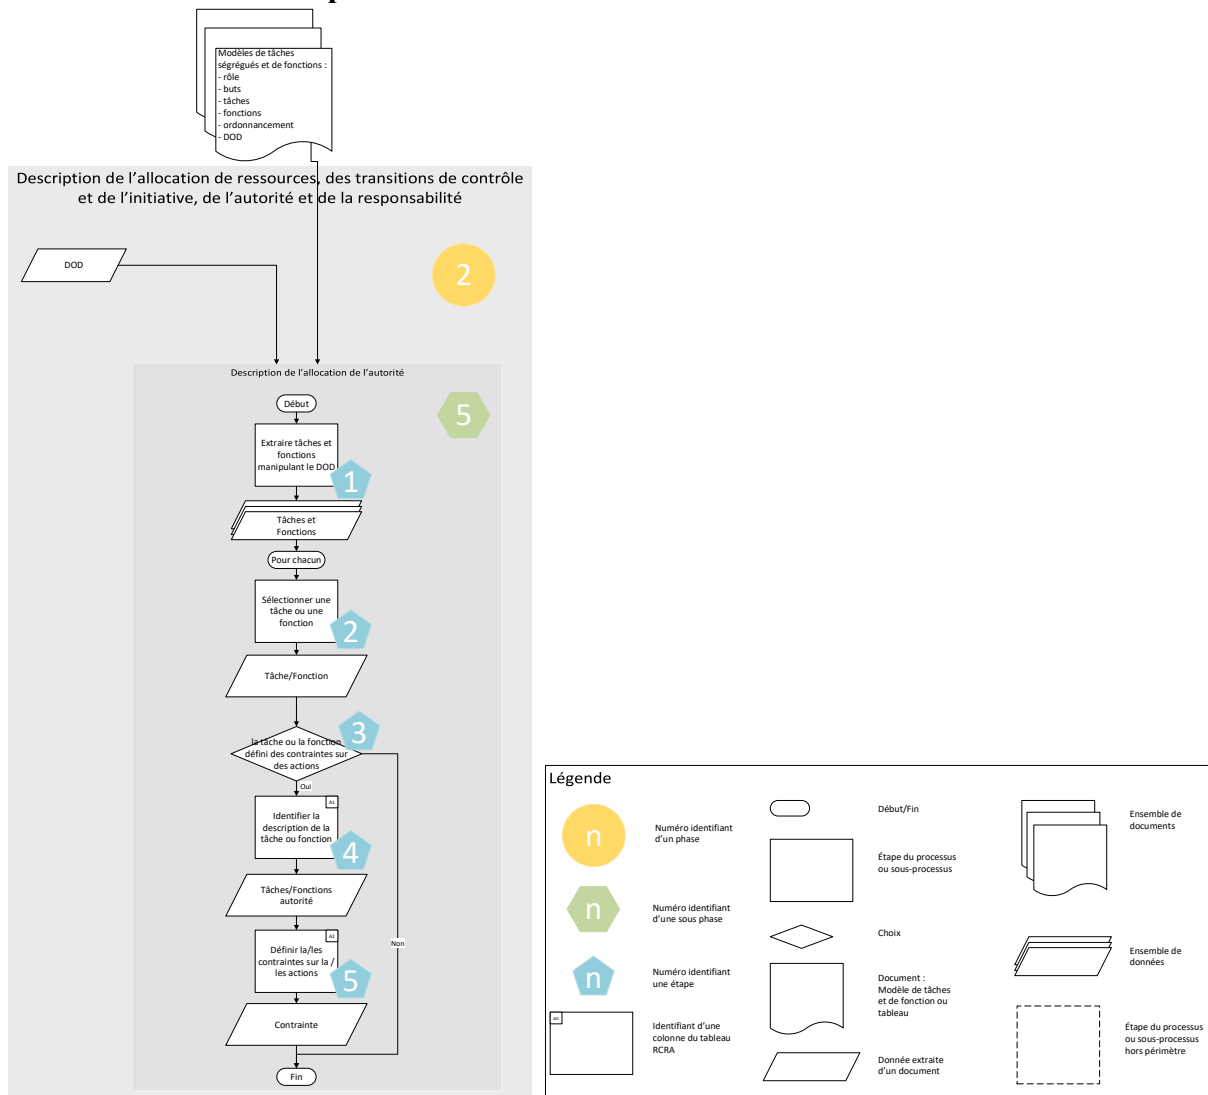 Modèles de tâches
ségrégués et de fonctions :
- rôle
- buts
- tâches
- fonctions
- ordonnancement
- DOD
Description de l’allocation de ressources, des transitions de contrôle
et de l’initiative, de l’autorité et de la responsabilité
DOD
2
Description de l’allocation de l’autorité
Début
5
Extraire tâches et
fonctions
manipulant le DOD
1
Tâches et
Fonctions
Pour chacun
Sélectionner une
tâche ou une
fonction
2
Tâche/Fonction
3
la tâche ou la fonction
défini des contraintes sur
des actions
Oui
A1
Identifier la
description de la
tâche ou fonction
4
Tâches/Fonctions
autorité
Non
A2
Définir la/les
contraintes sur la /
les actions
5
Contrainte
Fin
Légende
n
Numéro identifiant
d’un phase
n
Numéro identifiant
d’une sous phase
n
Numéro identifiant
une étape
an
Identifiant d’une
colonne du tableau
RCRA
Début/Fin
Étape du processus
ou sous-processus
Choix
Document :
Modèle de tâches
et de fonction ou
tableau
Donnée extraite
d’un document
Ensemble de
documents
Ensemble de
données
Étape du processus
ou sous-processus
hors périmètre